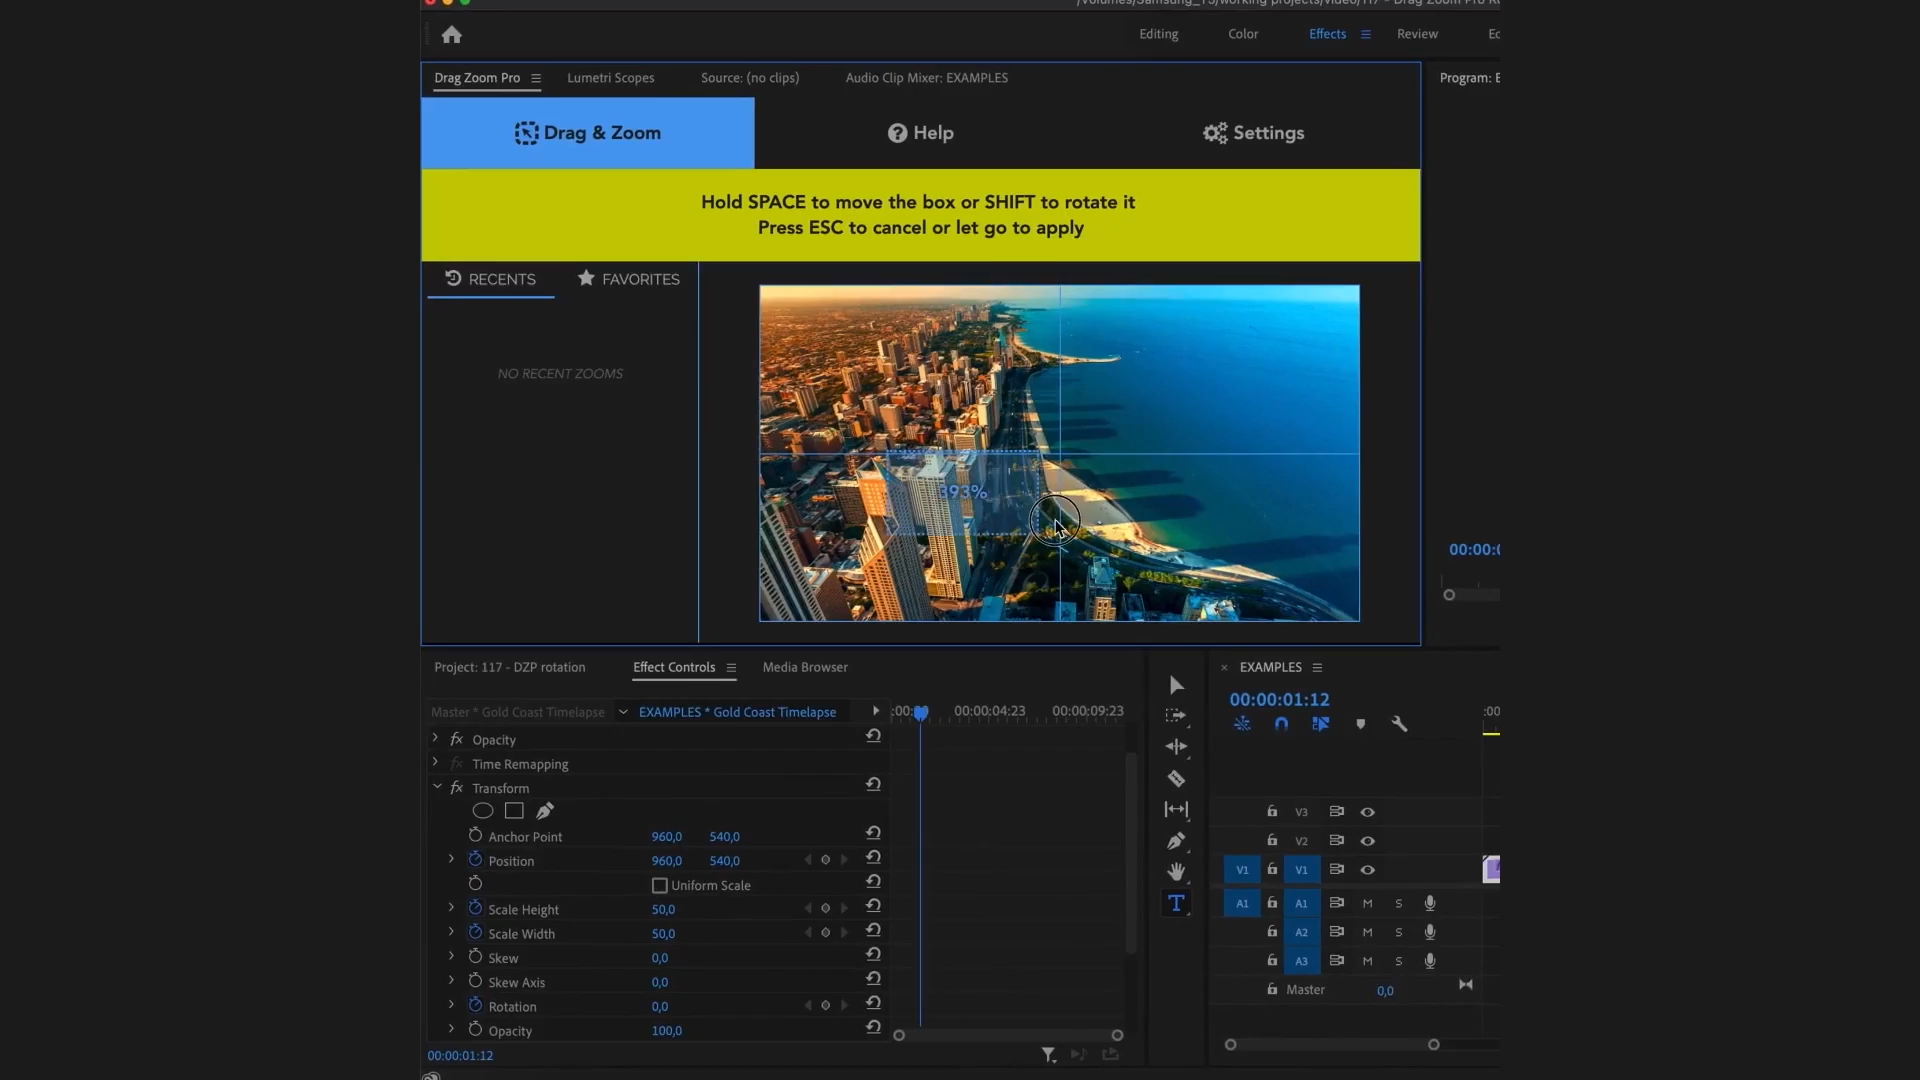 Editing Color Effects Review
Drag Zoom Pro Lumetri Scopes Source: (no clips) Audio Clip Mixer: EXAMPLES Program:
Drag & Zoom Help Settings
Hold SPACE to move the box or SHIFT to rotate it
Press ESC to cancel or let go to apply
RECENTS FAVORITES
NO RECENT ZOOMS
393%
Project: 117 - DZP rotation Effect Controls Media Browser
Master * Gold Coast Timelapse EXAMPLES * Gold Coast Timelapse
00:00:04:23 00:00:09:23
fx Opacity
fx Time Remapping
fx Transform
Anchor Point 960,0 540,0
Position 960,0 540,0
Uniform Scale
Scale Height 50,0
Scale Width 50,0
Skew 0,0
Skew Axis 0,0
Rotation 0,0
Opacity 100,0
00:00:01:12
T
× EXAMPLES
00:00:01:12
:00
V3
V2
V1 V1
A1 A1 M S
A2 M S
A3 M S
Master 0,0